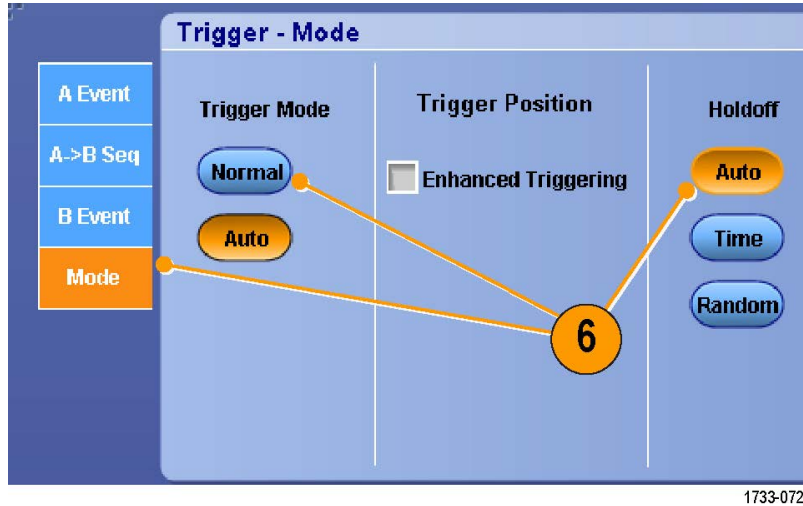 Trigger - Mode
A Event
A->B Seq
B Event
Mode
Trigger Mode
Normal
Auto
Trigger Position
Enhanced Triggering
Holdoff
Auto
Time
Random
6
1733-072